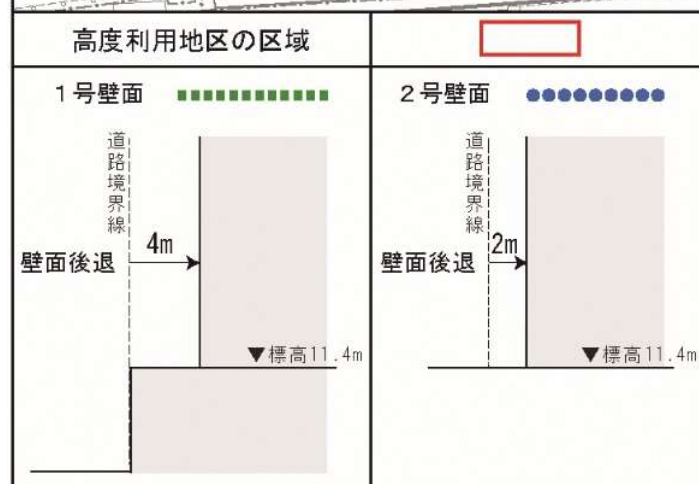 高度利用地区の区域
1号壁面
道路境界線
4m
壁面後退
▼標高11.4m
2号壁面
道路境界線
2m
壁面後退
▼標高11.4m